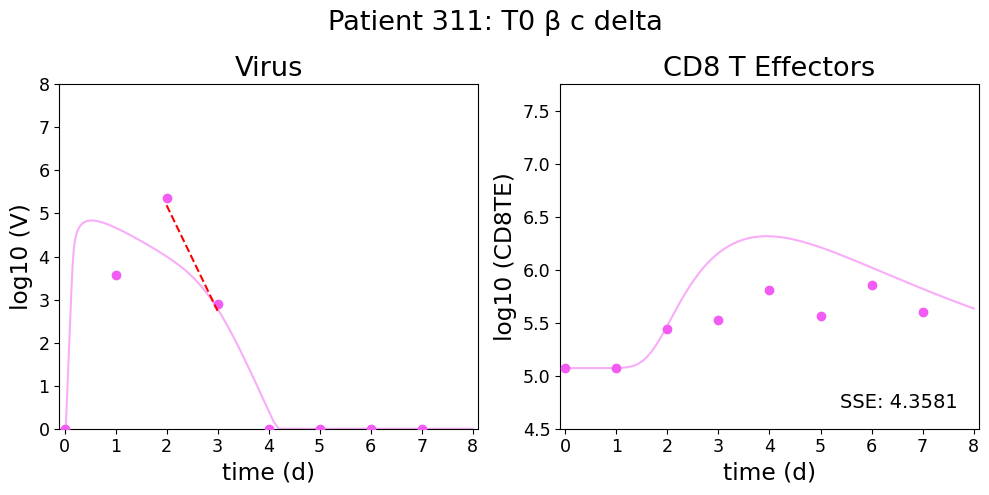 Patient 311: T0 β c delta
Virus
CD8 T Effectors
log10 (V)
8
7
6
5
4
3
2
1
0
0 1 2 3 4 5 6 7 8
time (d)
log10 (CD8TE)
7.5
7.0
6.5
6.0
5.5
5.0
4.5
SSE: 4.3581
0 1 2 3 4 5 6 7 8
time (d)